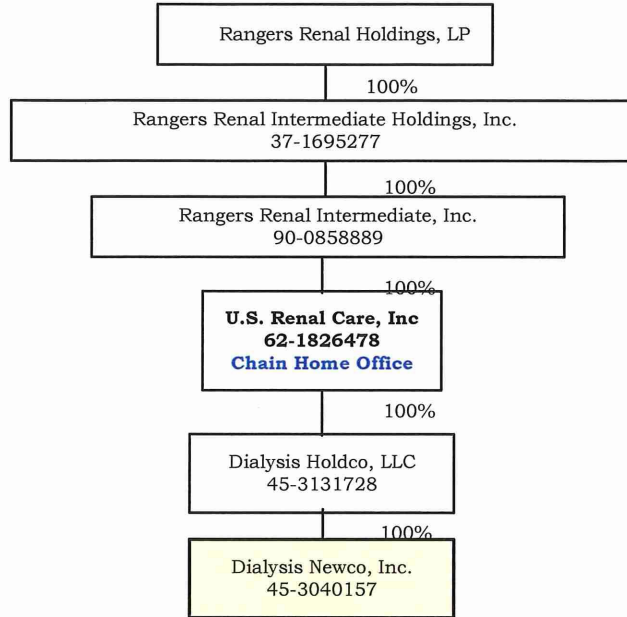 Rangers Renal Holdings, LP
100%
Rangers Renal Intermediate Holdings, Inc.
37-1695277
100%
Rangers Renal Intermediate, Inc.
90-0858889
100%
U.S. Renal Care, Inc
62-1826478
Chain Home Office
100%
Dialysis Holdco, LLC
45-3131728
100%
Dialysis Newco, Inc.
45-3040157